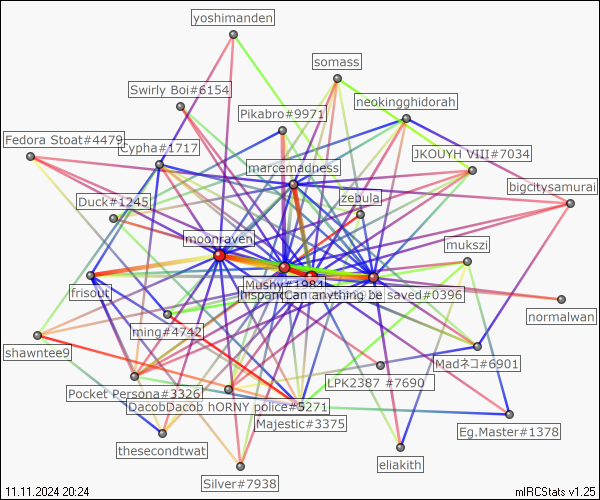 yoshimanden
somass
Swirly Boi#6154
neokingghidorah
Pikabro#9971
Fedora Stoat#4479
Cypha#1717
JKOUYH VIII#7034
marcemadness
bigcitysamurai
Duck#1245
zebula
moonraven
mukszi
Mushy#1984
frisout
Can anything be saved#0396
normalwan
ming#4742
shawntee9
Madネコ#6901
LPK2387 #7690
Pocket Persona#3326
DacobDacob hORNY police#5271
Majestic#3375
Eg.Master#1378
thesecondtwat
eliakith
Silver#7938
11.11.2024 20:24
mIRCStats v1.25